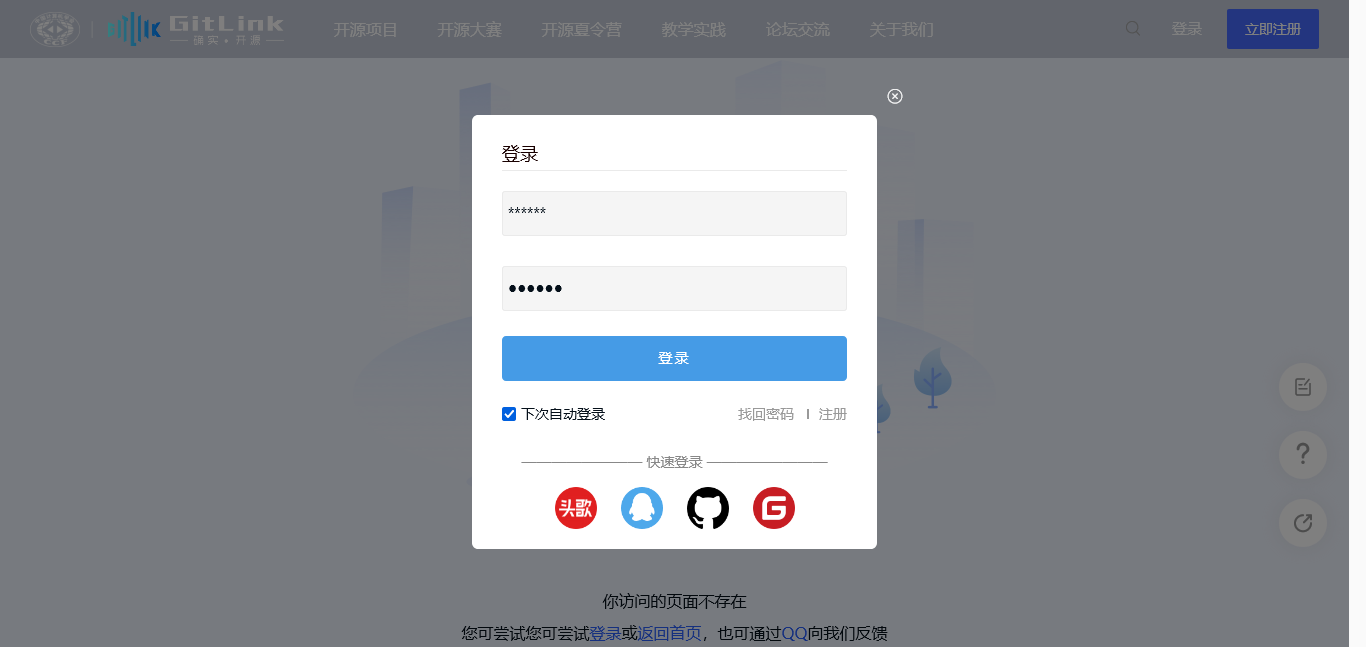 CCF | GitLink 开源项目 开源大赛 开源夏令营 教学实践 论坛交流 关于我们 登录 立即注册
确实·开源
登录
******
●●●●●●
登录
下次自动登录 找回密码 | 注册
快速登录
头歌 G
你访问的页面不存在
您可尝试您可尝试登录或返回首页，也可通过QQ向我们反馈